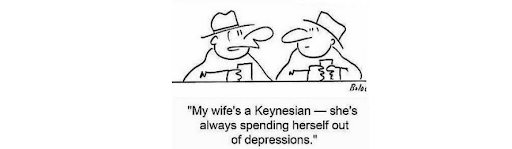 "My wife's a Keynesian — she's
always spending herself out
of depressions."